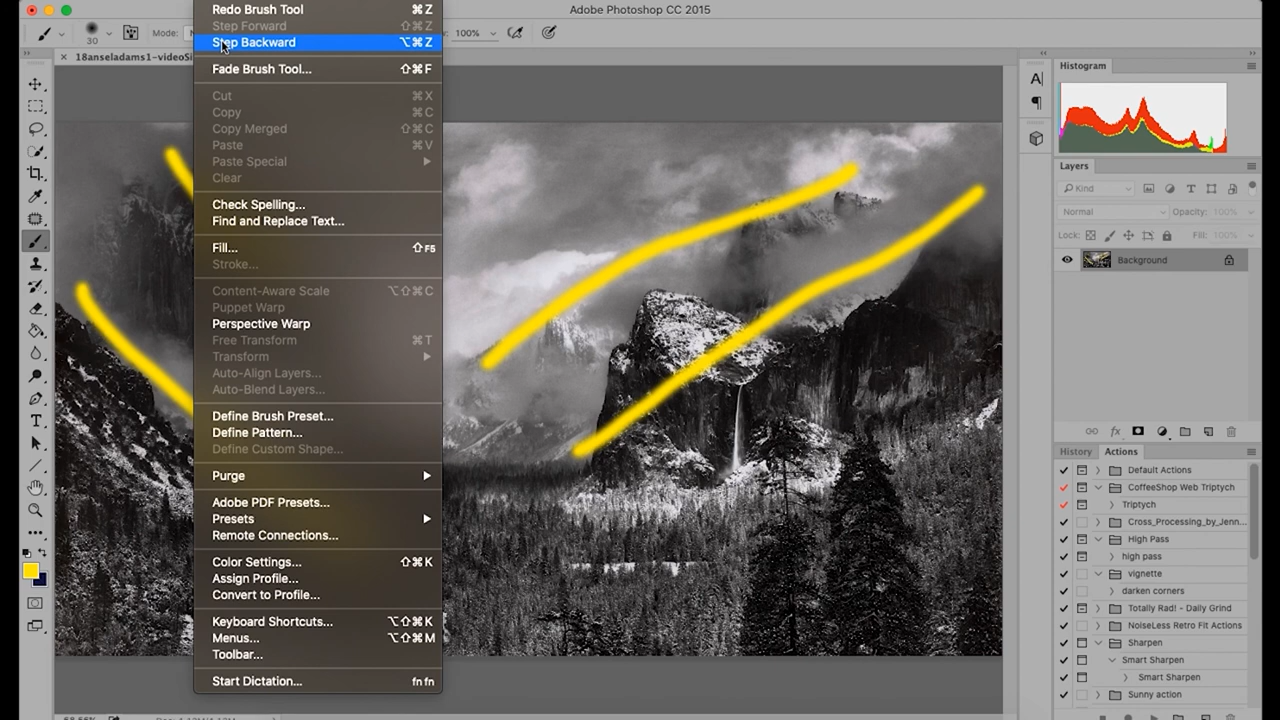 Adobe Photoshop CC 2015
30
Mode:
100%
18anseladams1-videoSi
Redo Brush Tool ⌘Z
Step Forward ⇧⌘Z
Step Backward ⌥⌘Z
Fade Brush Tool... ⇧⌘F
Cut ⌘X
Copy ⌘C
Copy Merged ⇧⌘C
Paste ⌘V
Paste Special
Clear
Check Spelling...
Find and Replace Text...
Fill... ⇧F5
Stroke...
Content-Aware Scale ⌥⇧⌘C
Puppet Warp
Perspective Warp
Free Transform ⌘T
Transform
Auto-Align Layers...
Auto-Blend Layers...
Define Brush Preset...
Define Pattern...
Define Custom Shape...
Purge
Adobe PDF Presets...
Presets
Remote Connections...
Color Settings... ⇧⌘K
Assign Profile...
Convert to Profile...
Keyboard Shortcuts... ⌥⇧⌘K
Menus... ⌥⇧⌘M
Toolbar...
Start Dictation... fn fn
Histogram
Layers
Kind
Normal Opacity: 100%
Lock: Fill: 100%
Background
fx
History Actions
Default Actions
CoffeeShop Web Triptych
Triptych
Cross_Processing_by_Jenn...
High Pass
high pass
vignette
darken corners
Totally Rad! - Daily Grind
NoiseLess Retro Fit Actions
Sharpen
Smart Sharpen
Smart Sharpen
Sunny action